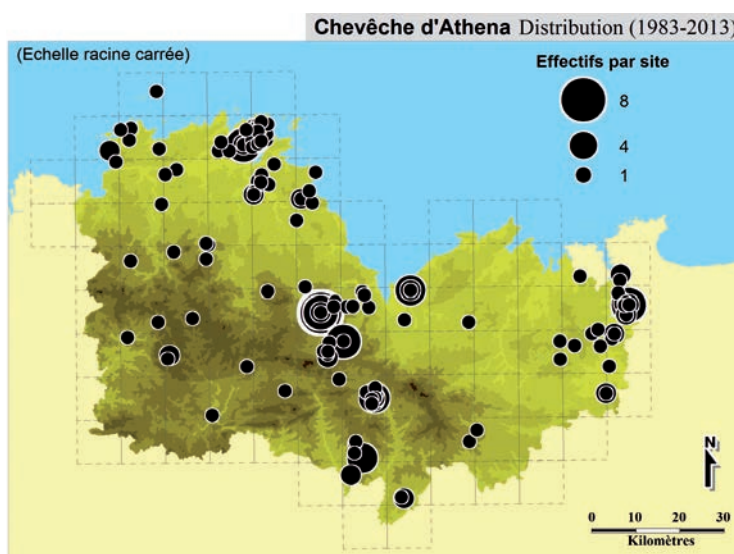 Chevêche d'Athena Distribution (1983-2013)
(Echelle racine carrée)
Effectifs par site
8
4
1
N
0 10 20 30
Kilomètres